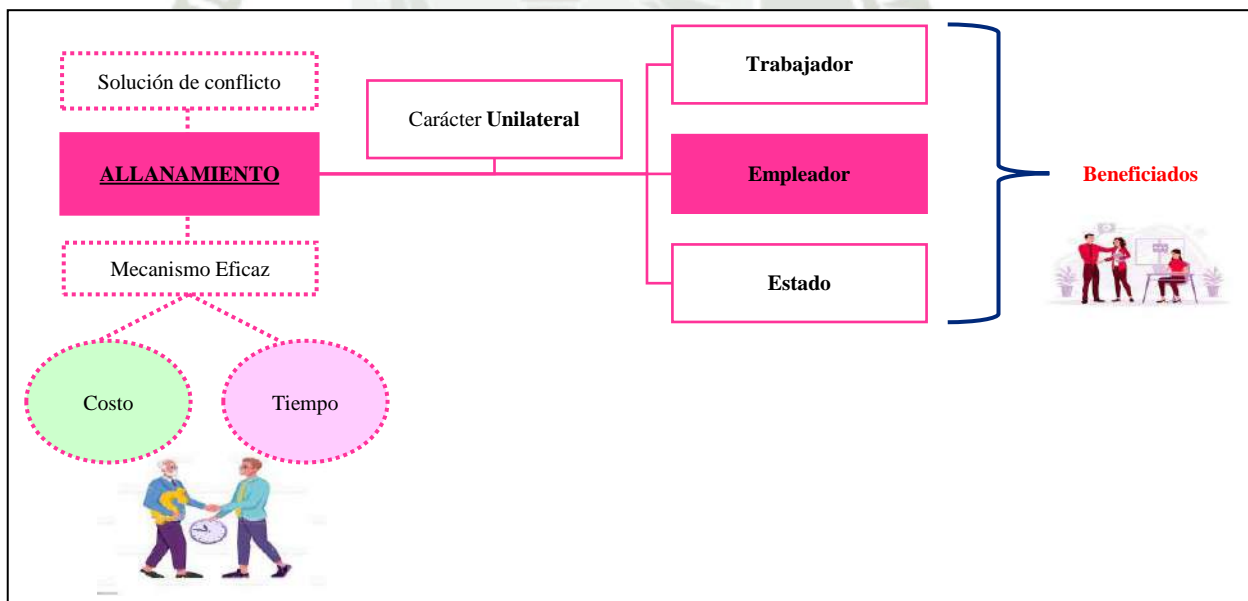 Solución de conflicto
ALLANAMIENTO
Mecanismo Eficaz
Costo
Tiempo
Carácter Unilateral
Trabajador
Empleador
Estado
Beneficiados